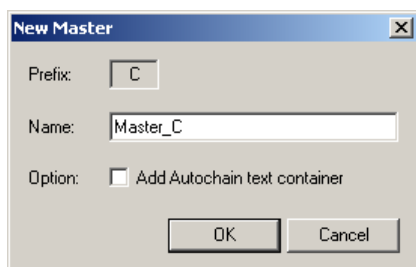 New Master
Prefix: C
Name: Master_C
Option: Add Autochain text container
OK Cancel